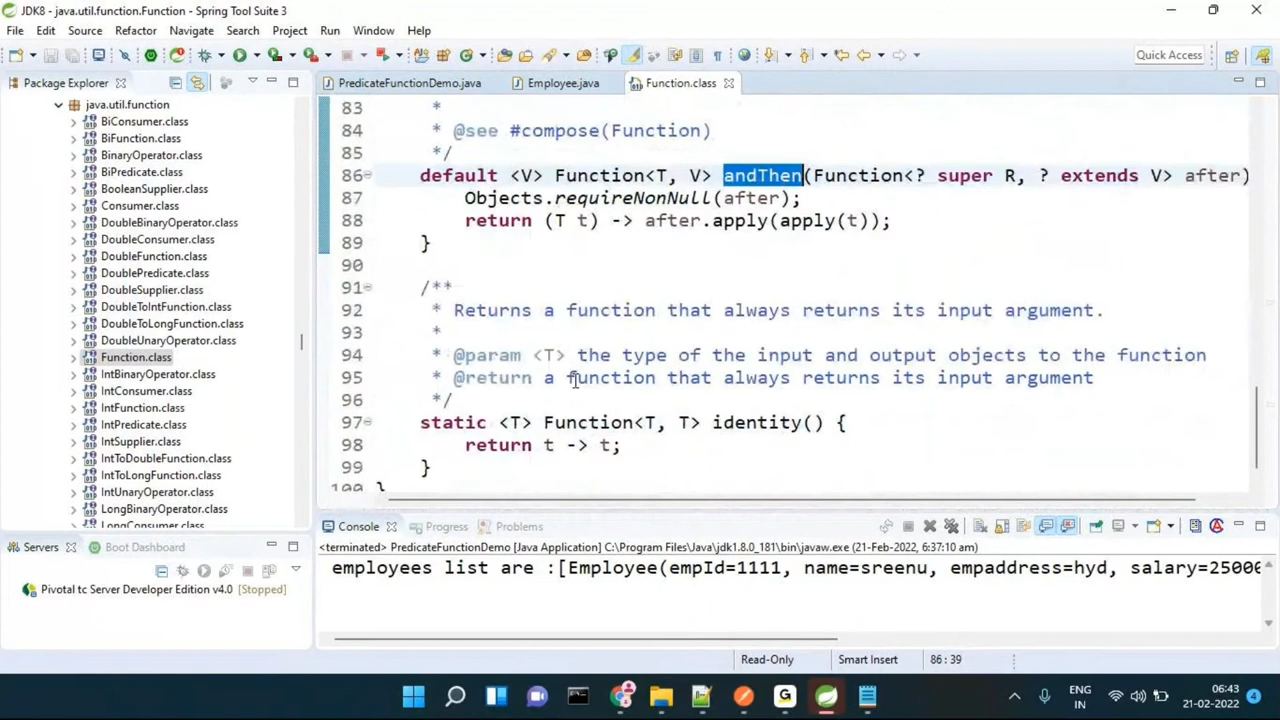 JDK8 - java.util.function.Function - Spring Tool Suite 3
File Edit Source Refactor Navigate Search Project Run Window Help
Quick Access
Package Explorer
java.util.function
BiConsumer.class
BiFunction.class
BinaryOperator.class
BiPredicate.class
BooleanSupplier.class
Consumer.class
DoubleBinaryOperator.class
DoubleConsumer.class
DoubleFunction.class
DoublePredicate.class
DoubleSupplier.class
DoubleToIntFunction.class
DoubleToLongFunction.class
DoubleUnaryOperator.class
Function.class
IntBinaryOperator.class
IntConsumer.class
IntFunction.class
IntPredicate.class
IntSupplier.class
IntToDoubleFunction.class
IntToLongFunction.class
IntUnaryOperator.class
LongBinaryOperator.class
LongConsumer.class
PredicateFunctionDemo.java Employee.java Function.class
83 *
84 * @see #compose(Function)
85 */
86 default <V> Function<T, V> andThen(Function<? super R, ? extends V> after)
87 Objects.requireNonNull(after);
88 return (T t) -> after.apply(apply(t));
89 }
90
91 /**
92 * Returns a function that always returns its input argument.
93 *
94 * @param <T> the type of the input and output objects to the function
95 * @return a function that always returns its input argument
96 */
97 static <T> Function<T, T> identity() {
98 return t -> t;
99 }
100 }
Servers Boot Dashboard
Pivotal tc Server Developer Edition v4.0 [Stopped]
Console Progress Problems
<terminated> PredicateFunctionDemo [Java Application] C:\Program Files\Java\jdk1.8.0_181\bin\javaw.exe (21-Feb-2022, 6:37:10 am)
employees list are :[Employee(empId=1111, name=sreenu, empaddress=hyd, salary=25000
Read-Only Smart Insert 86 : 39
ENG
IN
06:43
21-02-2022